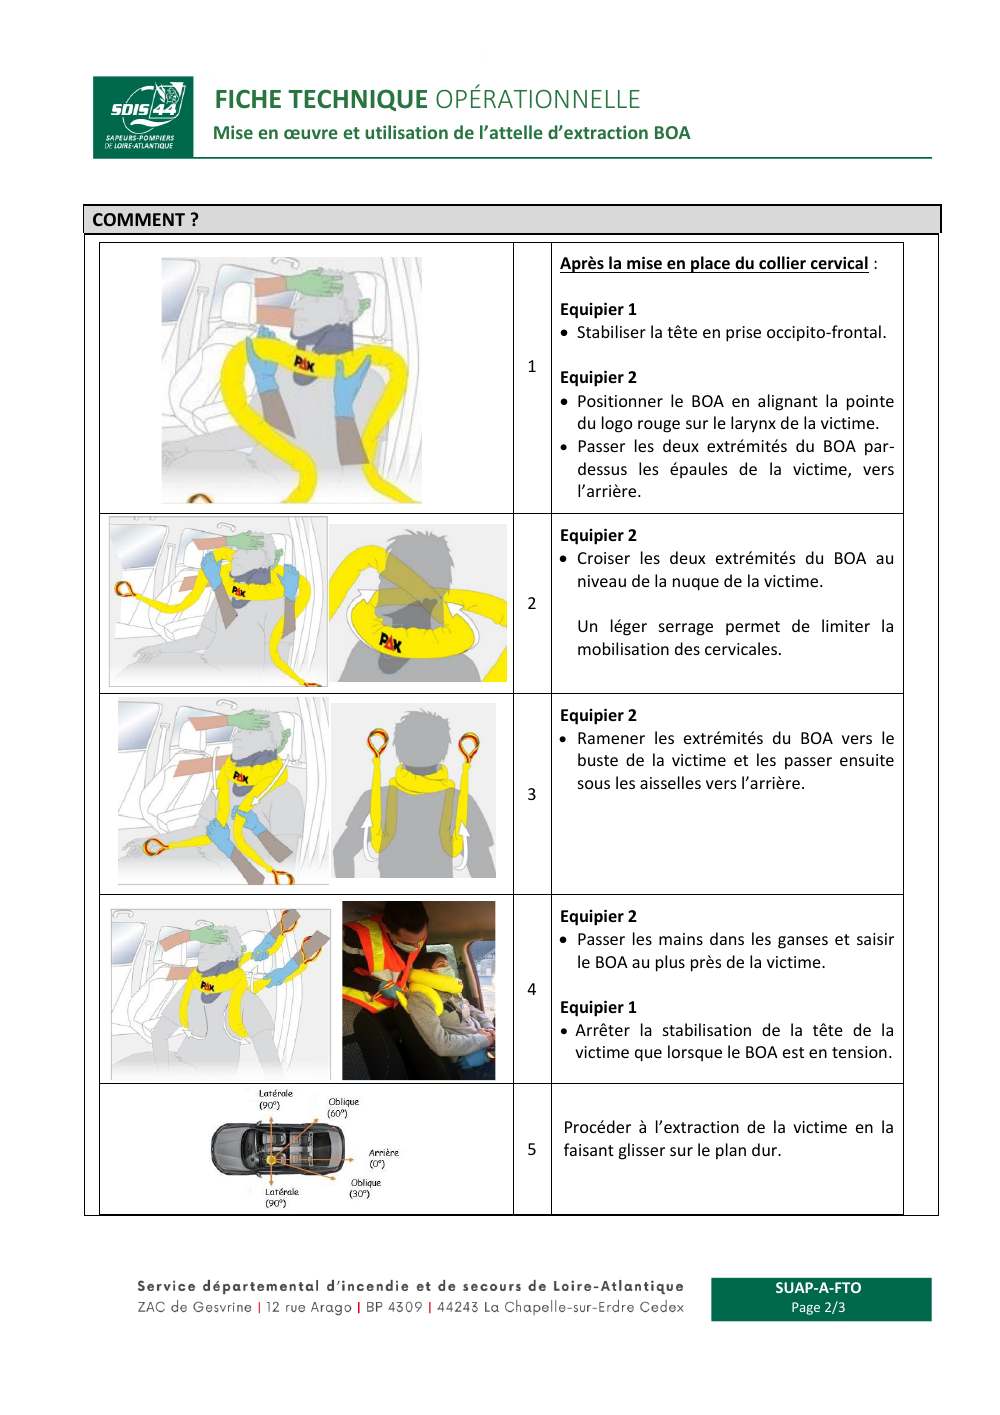 SDIS 44
SAPEURS-POMPIERS
DE LOIRE-ATLANTIQUE
FICHE TECHNIQUE OPÉRATIONNELLE
Mise en œuvre et utilisation de l’attelle d’extraction BOA
COMMENT ?
PAX
1
Après la mise en place du collier cervical :
Equipier 1
• Stabiliser la tête en prise occipito-frontal.
Equipier 2
• Positionner le BOA en alignant la pointe
du logo rouge sur le larynx de la victime.
• Passer les deux extrémités du BOA par-
dessus les épaules de la victime, vers
l’arrière.
PAX
PAX
2
Equipier 2
• Croiser les deux extrémités du BOA au
niveau de la nuque de la victime.
Un léger serrage permet de limiter la
mobilisation des cervicales.
PAX
3
Equipier 2
• Ramener les extrémités du BOA vers le
buste de la victime et les passer ensuite
sous les aisselles vers l’arrière.
PAX
4
Equipier 2
• Passer les mains dans les ganses et saisir
le BOA au plus près de la victime.
Equipier 1
• Arrêter la stabilisation de la tête de la
victime que lorsque le BOA est en tension.
Latérale
(90°)
Oblique
(60°)
Arrière
(0°)
Oblique
(30°)
Latérale
(90°)
5
Procéder à l’extraction de la victime en la
faisant glisser sur le plan dur.
Service départemental d’incendie et de secours de Loire-Atlantique
ZAC de Gesvrine | 12 rue Arago | BP 4309 | 44243 La Chapelle-sur-Erdre Cedex
SUAP-A-FTO
Page 2/3